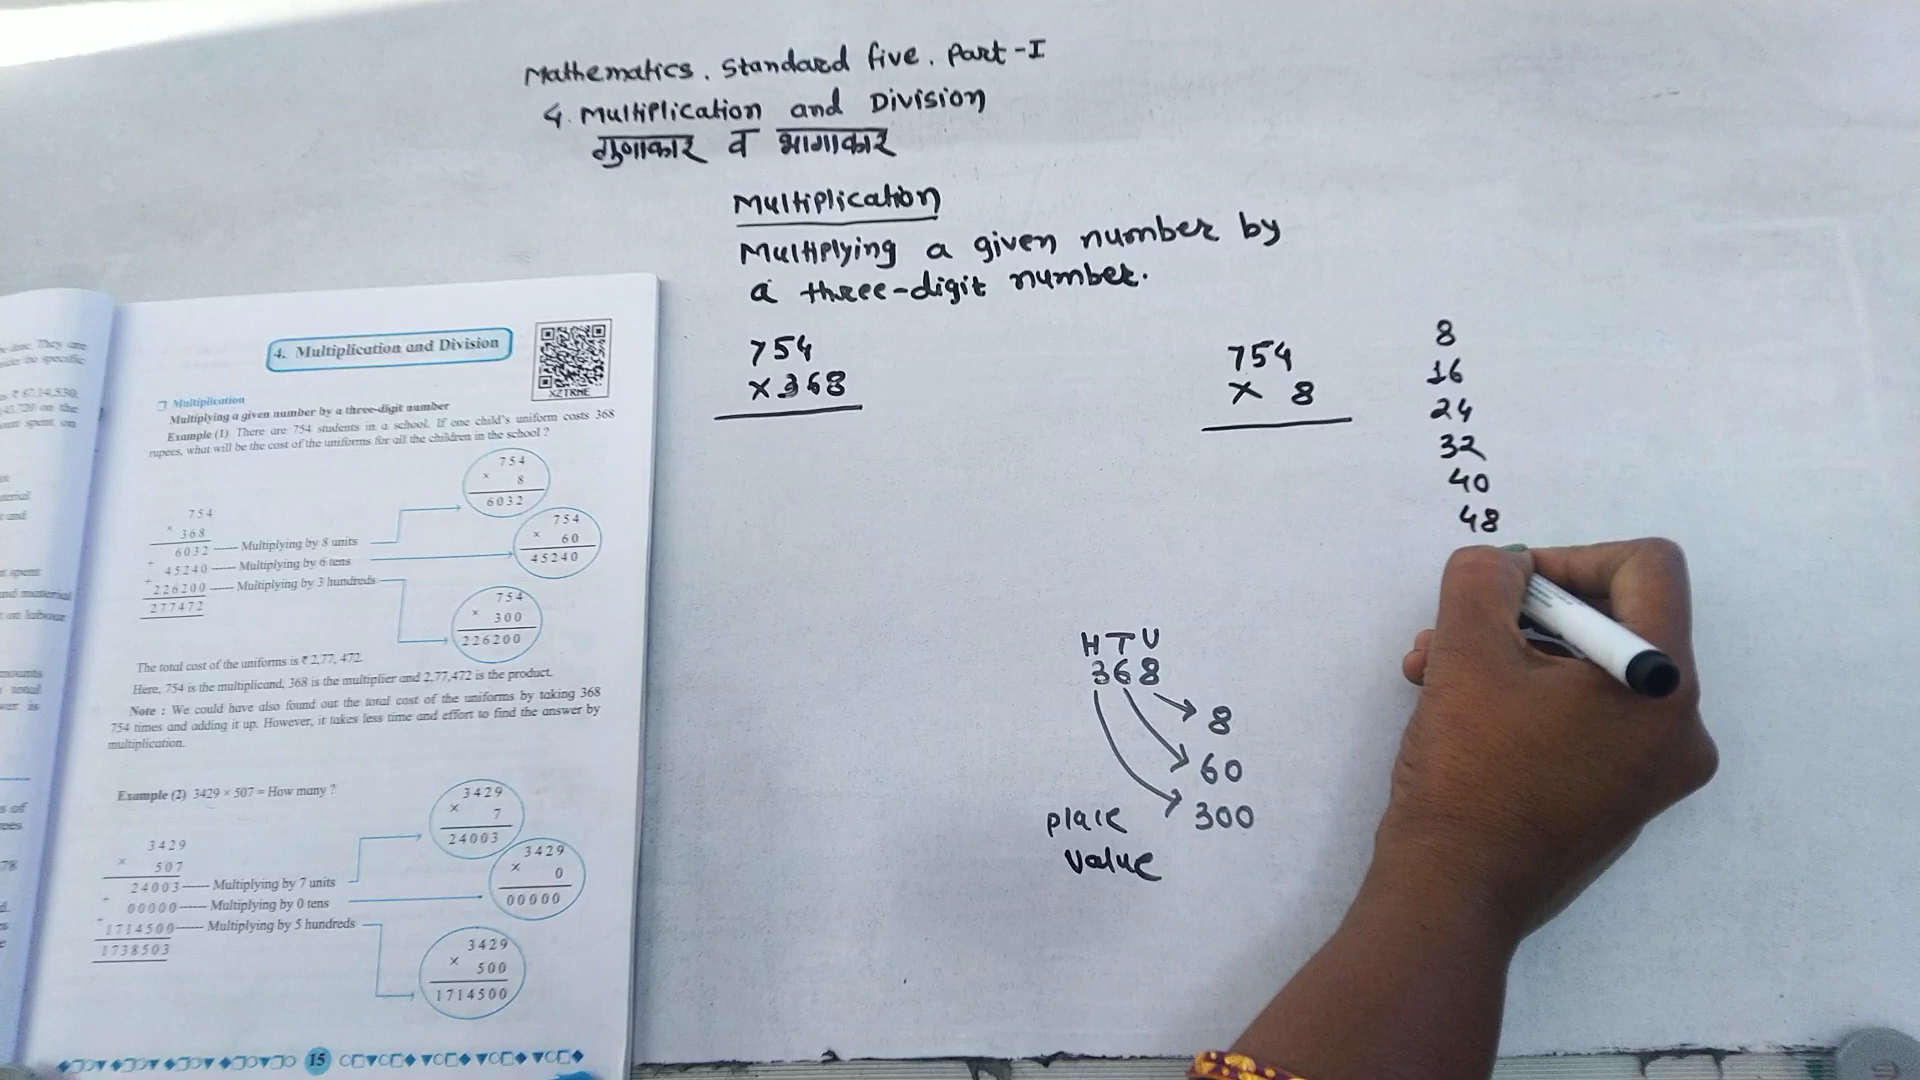 Mathematics. Standard five. Part-I
4. Multiplication and Division
गुणाकार व भागाकार
Multiplication
Multiplying a given number by
a three-digit number.
754
×368
754
× 8
8
16
24
32
40
48
H T U
368
8
60
300
place
value
4. Multiplication and Division
XZTKHE
Multiplication
Multiplying a given number by a three-digit number
Example (1) There are 754 students in a school. If one child's uniform costs 368
rupees, what will be the cost of the uniforms for all the children in the school ?
754
× 8
6032
754
× 60
45240
754
× 300
226200
754
× 368
6032 Multiplying by 8 units
+ 45240 Multiplying by 6 tens
+ 226200 Multiplying by 3 hundreds
277472
The total cost of the uniforms is ₹ 2,77, 472.
Here, 754 is the multiplicand, 368 is the multiplier and 2,77,472 is the product.
Note : We could have also found out the total cost of the uniforms by taking 368
754 times and adding it up. However, it takes less time and effort to find the answer by
multiplication.
Example (2) 3429 × 507 = How many ?
3429
× 7
24003
3429
× 0
00000
3429
× 500
1714500
3429
× 507
24003 Multiplying by 7 units
+ 00000 Multiplying by 0 tens
+ 1714500 Multiplying by 5 hundreds
1738503
15